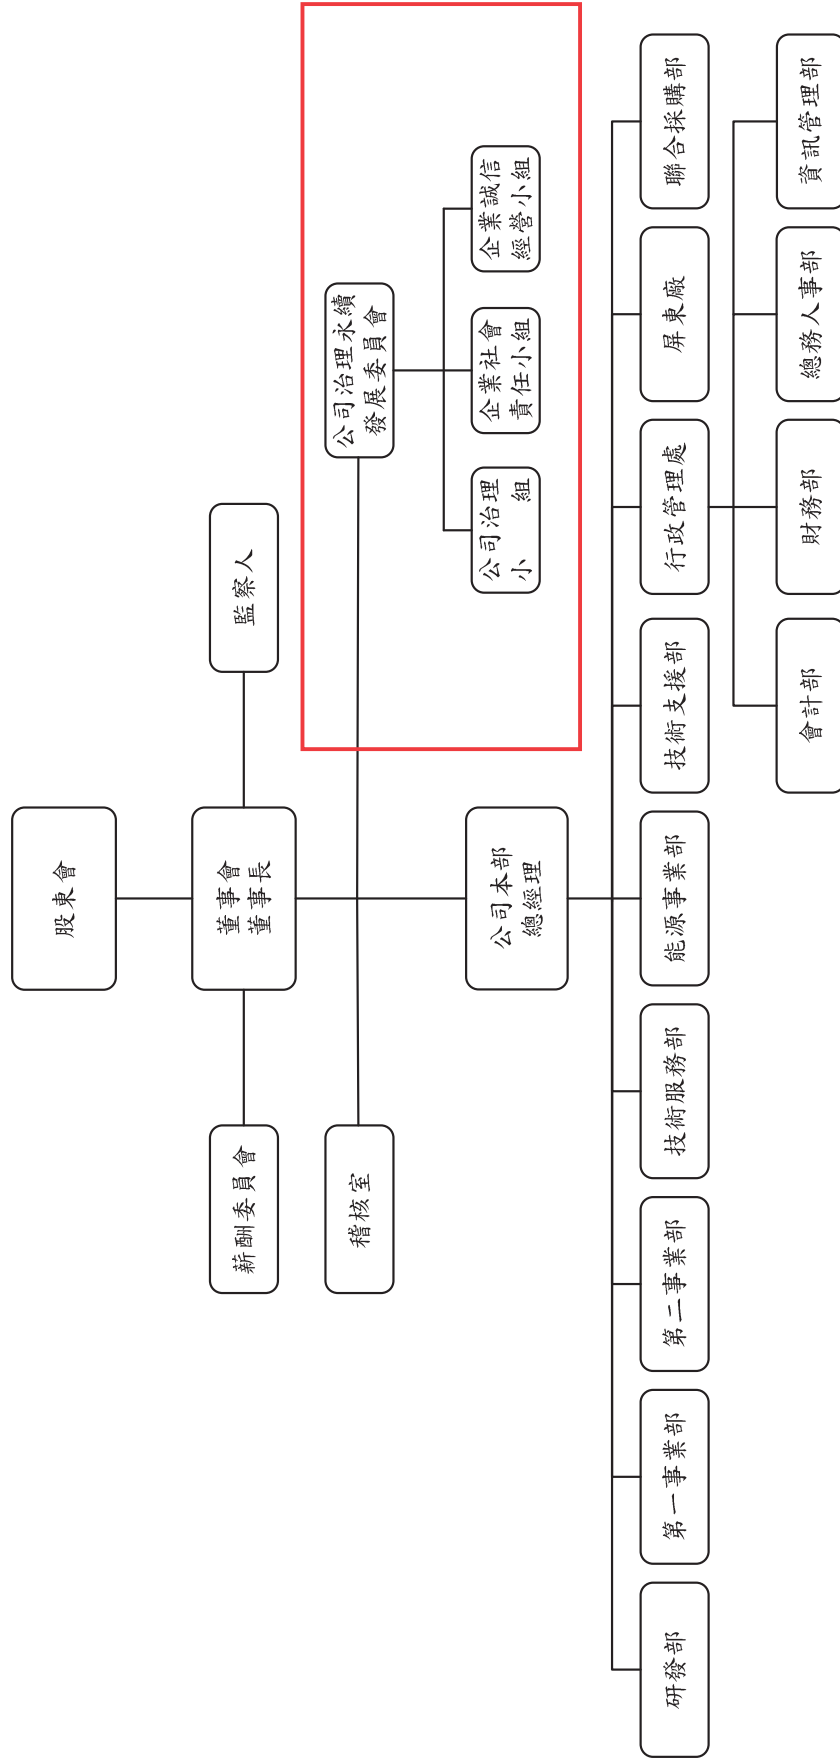 股東會
監察人
董事會
董事長
薪酬委員會
公司治理永續
發展委員會
稽核室
企業誠信
經營小組
企業社會
責任小組
公司治理
小組
公司本部
總經理
研發部
第一事業部
第二事業部
技術服務部
能源事業部
技術支援部
行政管理處
屏東廠
聯合採購部
會計部
財務部
總務人事部
資訊管理部